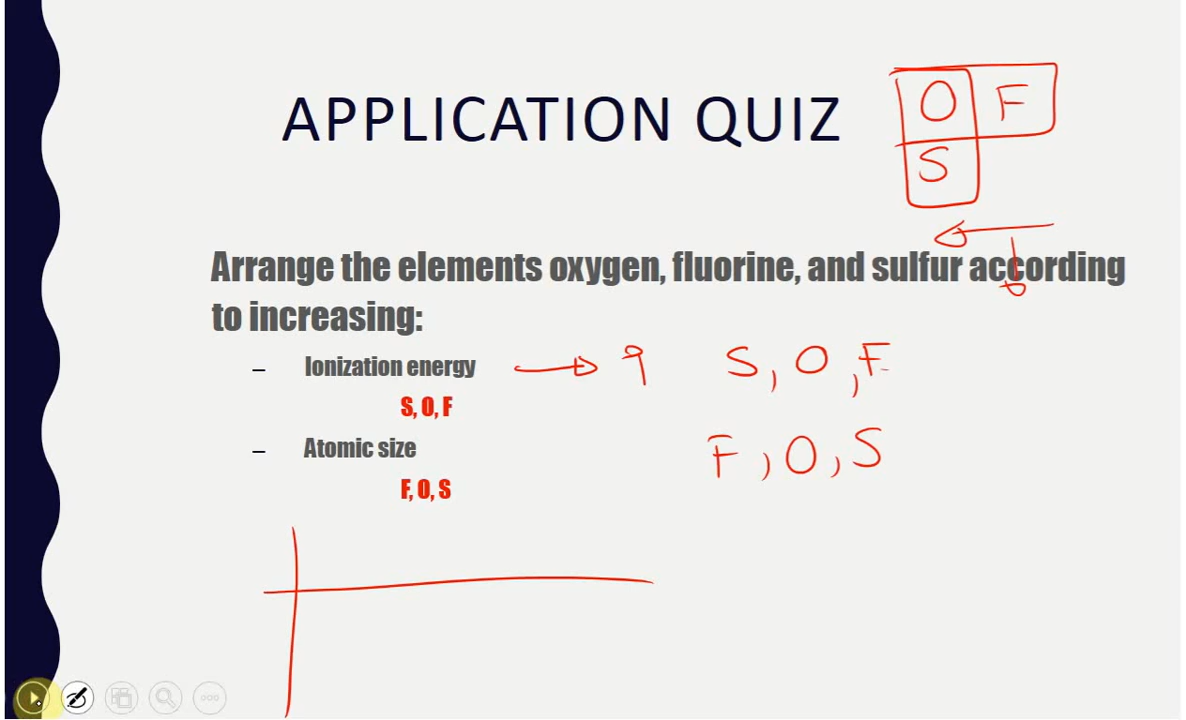 APPLICATION QUIZ
O F
S
Arrange the elements oxygen, fluorine, and sulfur according
to increasing:
– Ionization energy
S, O, F
S, O, F
– Atomic size
F, O, S
F, O, S